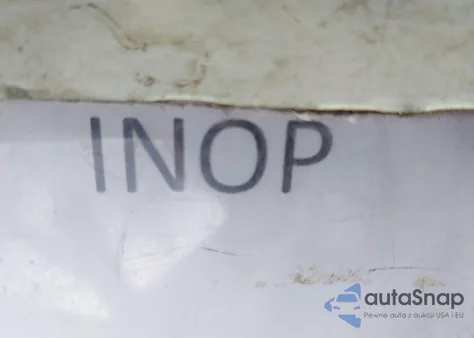 INOP
autaSnap
Pewne auta z aukcji USA i EU